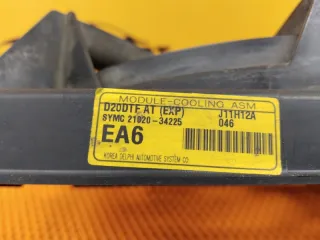 MODULE-COOLING ASM
D20DTF AT (EXP) J11H12A
SYMC 21920-34225 046
EA6
KOREA DELPHI AUTOMOTIVE SYSTEM CO.